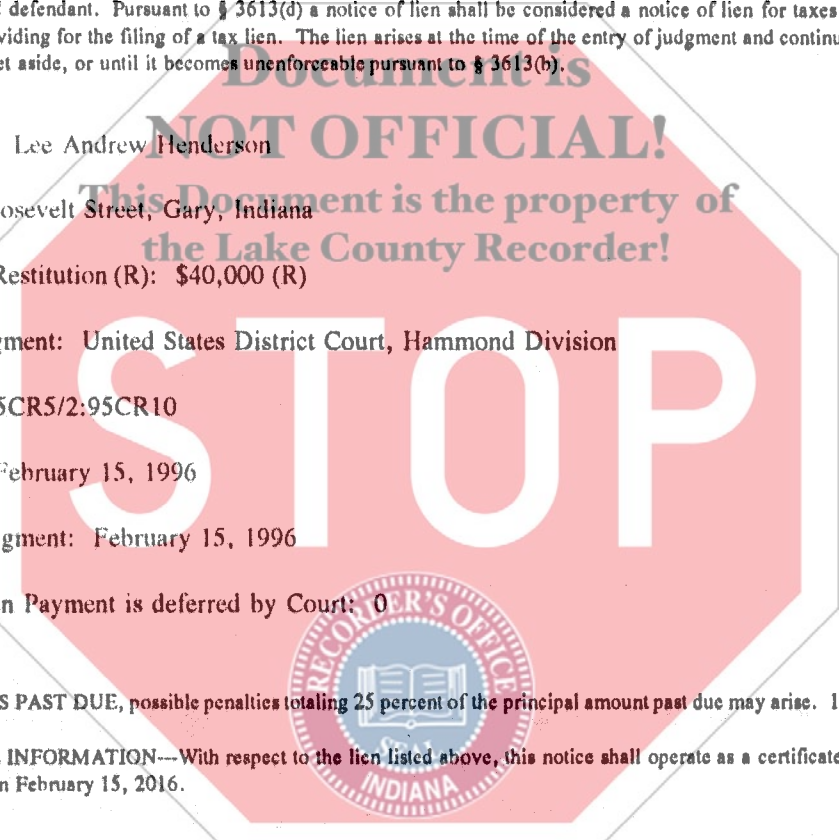 defendant. Pursuant to § 3613(d) a notice of lien shall be considered a notice of lien for taxes
viding for the filing of a tax lien. The lien arises at the time of the entry of judgment and continu
et aside, or until it becomes unenforceable pursuant to § 3613(b).
Document is
NOT OFFICIAL!
This Document is the property of
the Lake County Recorder!
Lee Andrew Henderson
osevelt Street, Gary, Indiana
Restitution (R): $40,000 (R)
gment: United States District Court, Hammond Division
STOP
5CR5/2:95CR10
February 15, 1996
gment: February 15, 1996
n Payment is deferred by Court: 0
RECORDER'S OFFICE
SEAL
INDIANA
S PAST DUE, possible penalties totaling 25 percent of the principal amount past due may arise. 1
INFORMATION---With respect to the lien listed above, this notice shall operate as a certificate
n February 15, 2016.